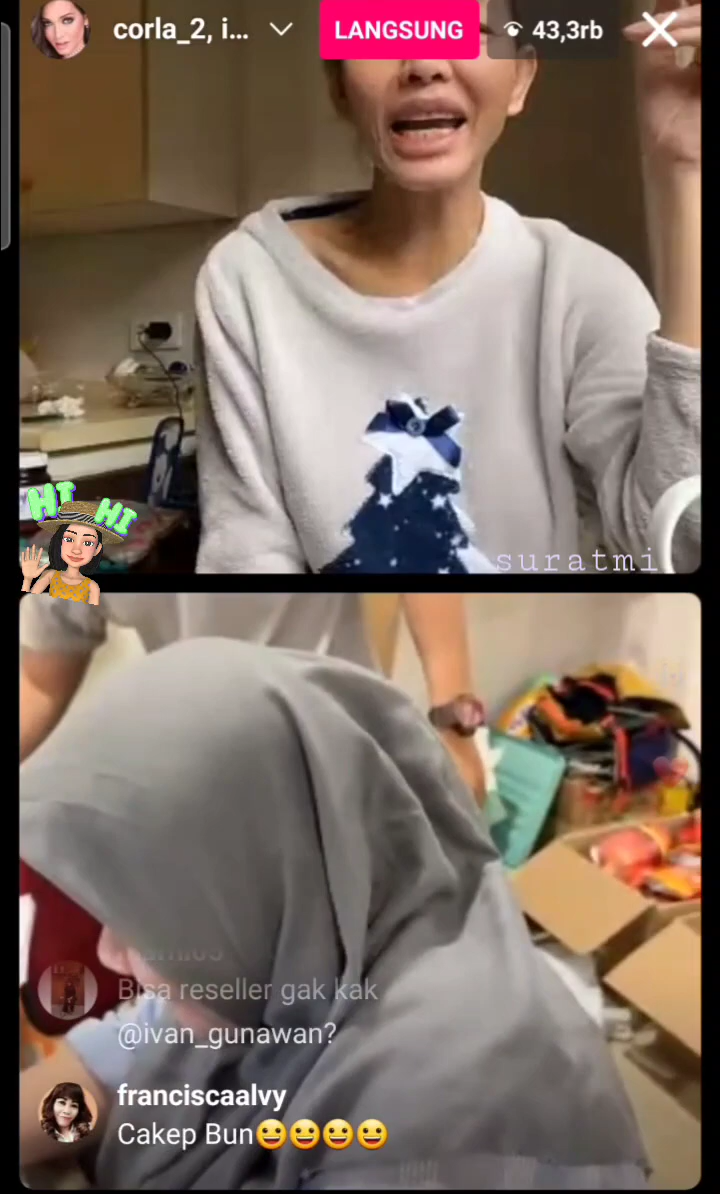 corla_2, i...
LANGSUNG
43,3rb
HI
HI
suratmi
Bisa reseller gak kak
@ivan_gunawan?
franciscaalvy
Cakep Bun😀😀😀😀